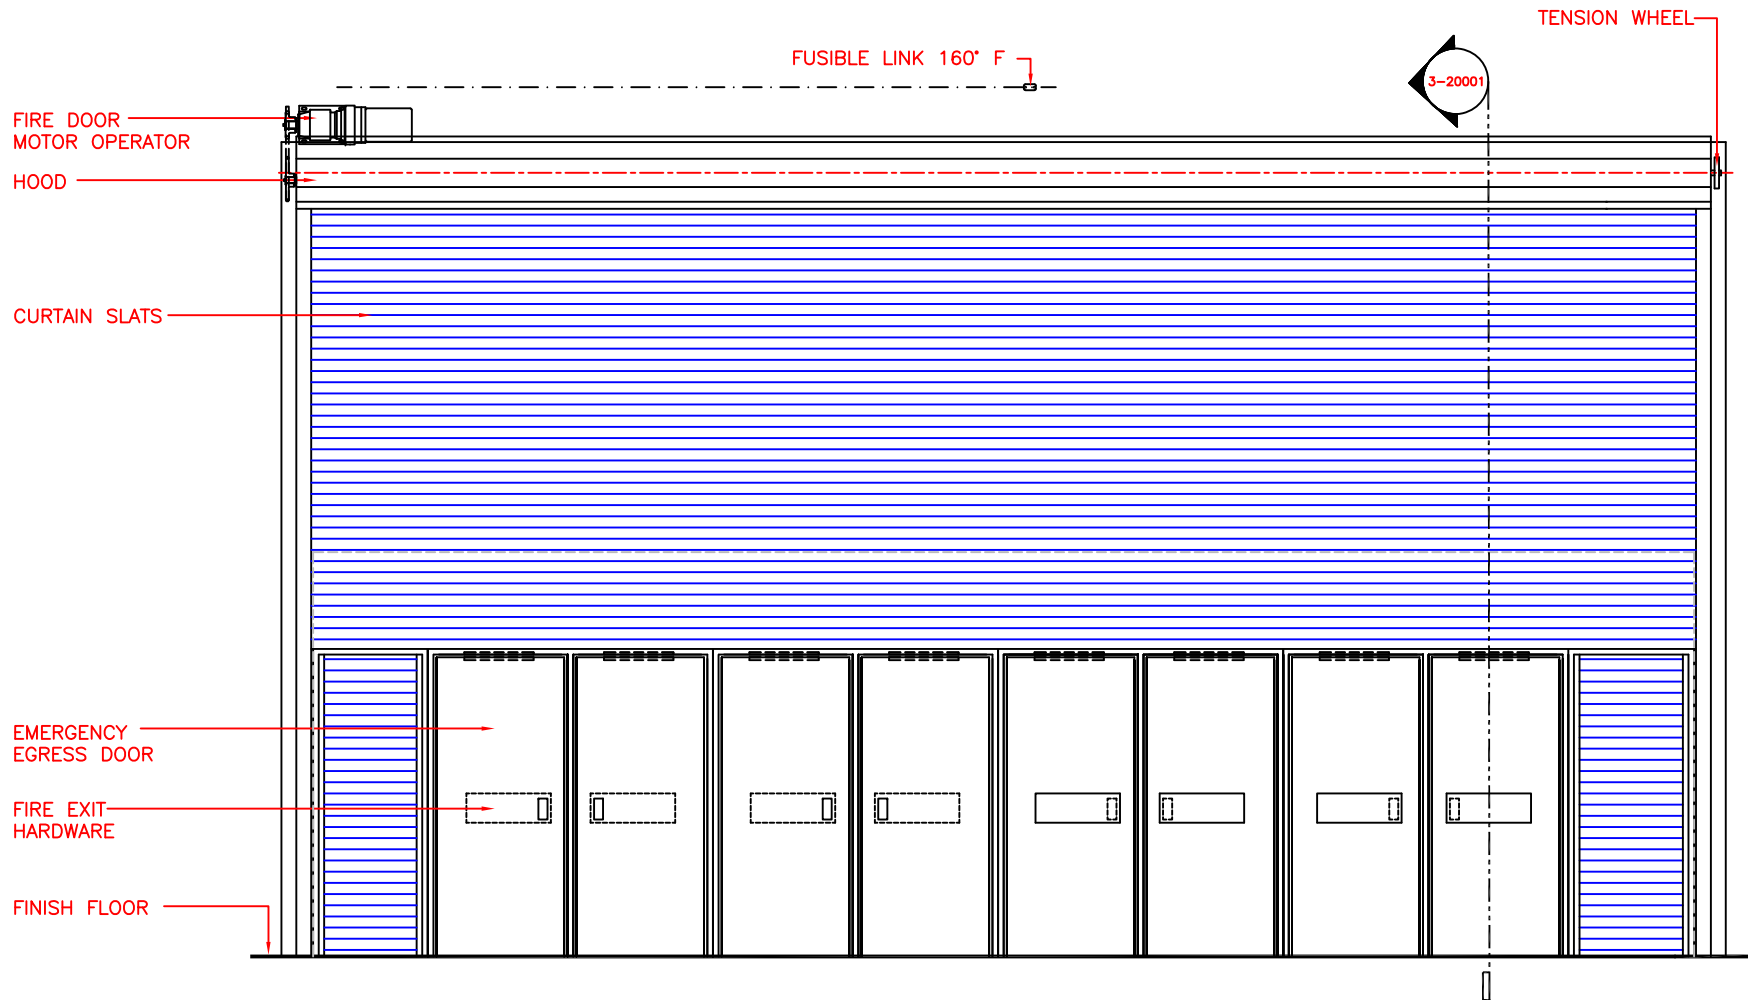 TENSION WHEEL
FUSIBLE LINK 160° F
3-20001
FIRE DOOR
MOTOR OPERATOR
HOOD
CURTAIN SLATS
EMERGENCY
EGRESS DOOR
FIRE EXIT
HARDWARE
FINISH FLOOR